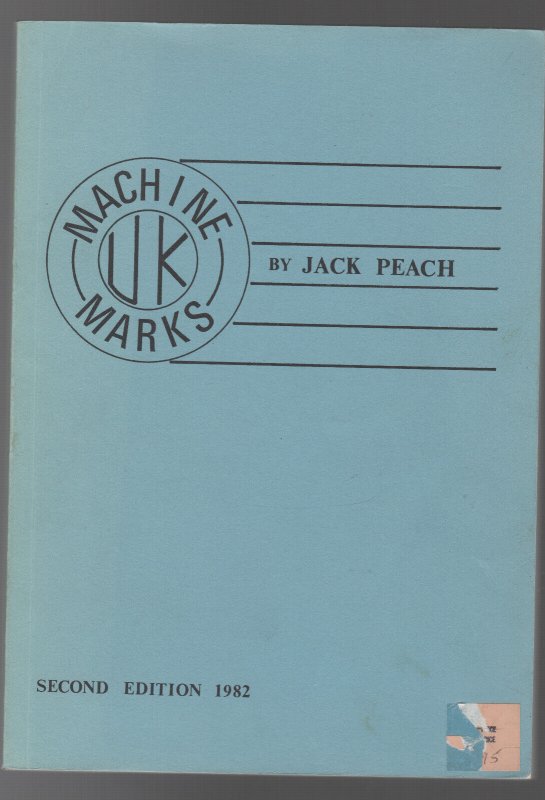 MACHINE
UK
MARKS
BY JACK PEACH
SECOND EDITION 1982